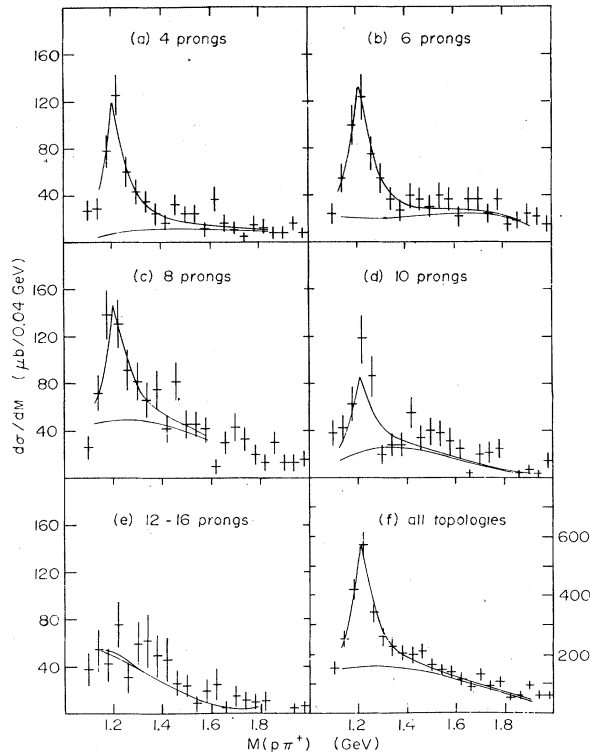 (a) 4 prongs
(b) 6 prongs
160
120
80
40
(c) 8 prongs
(d) 10 prongs
160
120
80
40
(e) 12 - 16 prongs
(f) all topologies
160
120
80
40
600
400
200
1.2
1.4
1.6
1.8
1.2
1.4
1.6
1.8
dσ/dM (μb/0.04 GeV)
M(pπ⁺) (GeV)